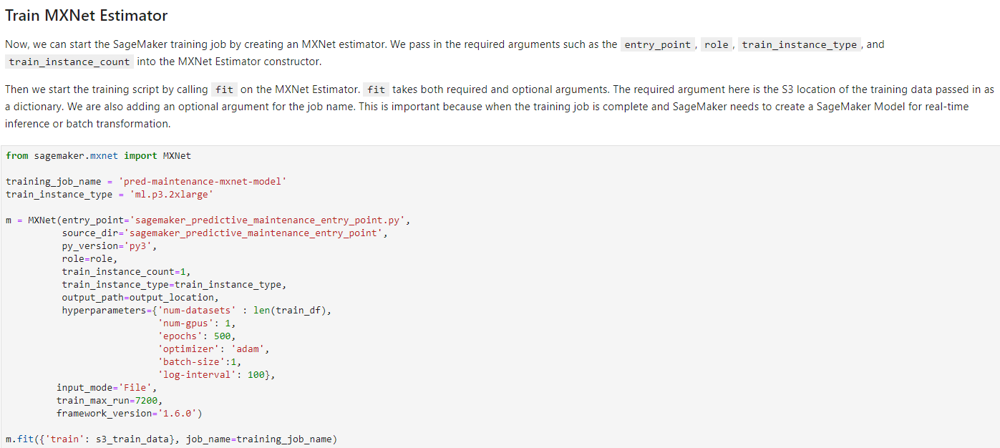 Train MXNet Estimator
Now, we can start the SageMaker training job by creating an MXNet estimator. We pass in the required arguments such as the entry_point, role, train_instance_type, and
train_instance_count into the MXNet Estimator constructor.
Then we start the training script by calling fit on the MXNet Estimator. fit takes both required and optional arguments. The required argument here is the S3 location of the training data passed in as
a dictionary. We are also adding an optional argument for the job name. This is important because when the training job is complete and SageMaker needs to create a SageMaker Model for real-time
inference or batch transformation.
from sagemaker.mxnet import MXNet
training_job_name = 'pred-maintenance-mxnet-model'
train_instance_type = 'ml.p3.2xlarge'
m = MXNet(entry_point='sagemaker_predictive_maintenance_entry_point.py',
          source_dir='sagemaker_predictive_maintenance_entry_point',
          py_version='py3',
          role=role,
          train_instance_count=1,
          train_instance_type=train_instance_type,
          output_path=output_location,
          hyperparameters={'num-datasets' : len(train_df),
                           'num-gpus': 1,
                           'epochs': 500,
                           'optimizer': 'adam',
                           'batch-size':1,
                           'log-interval': 100},
         input_mode='File',
         train_max_run=7200,
         framework_version='1.6.0')
m.fit({'train': s3_train_data}, job_name=training_job_name)